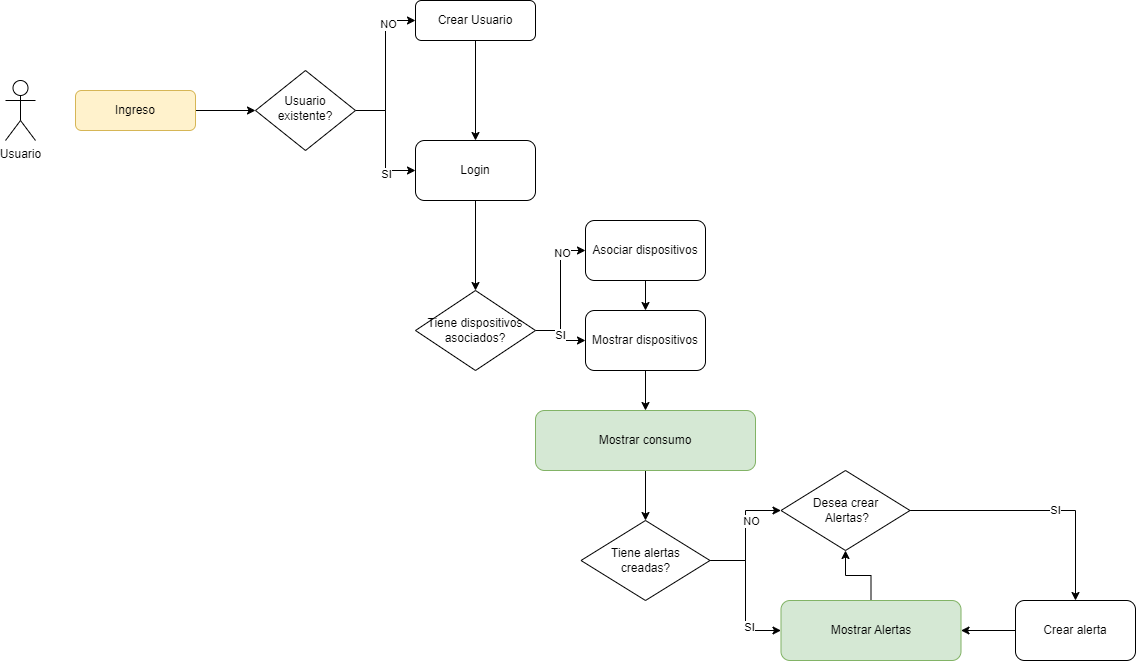 NO
Crear Usuario
Usuario
existente?
Ingreso
Usuario
SI
Login
NO
Asociar dispositivos
Tiene dispositivos
asociados?
SI
Mostrar dispositivos
Mostrar consumo
Tiene alertas
creadas?
NO
Desea crear
Alertas?
SI
SI
Mostrar Alertas
Crear alerta